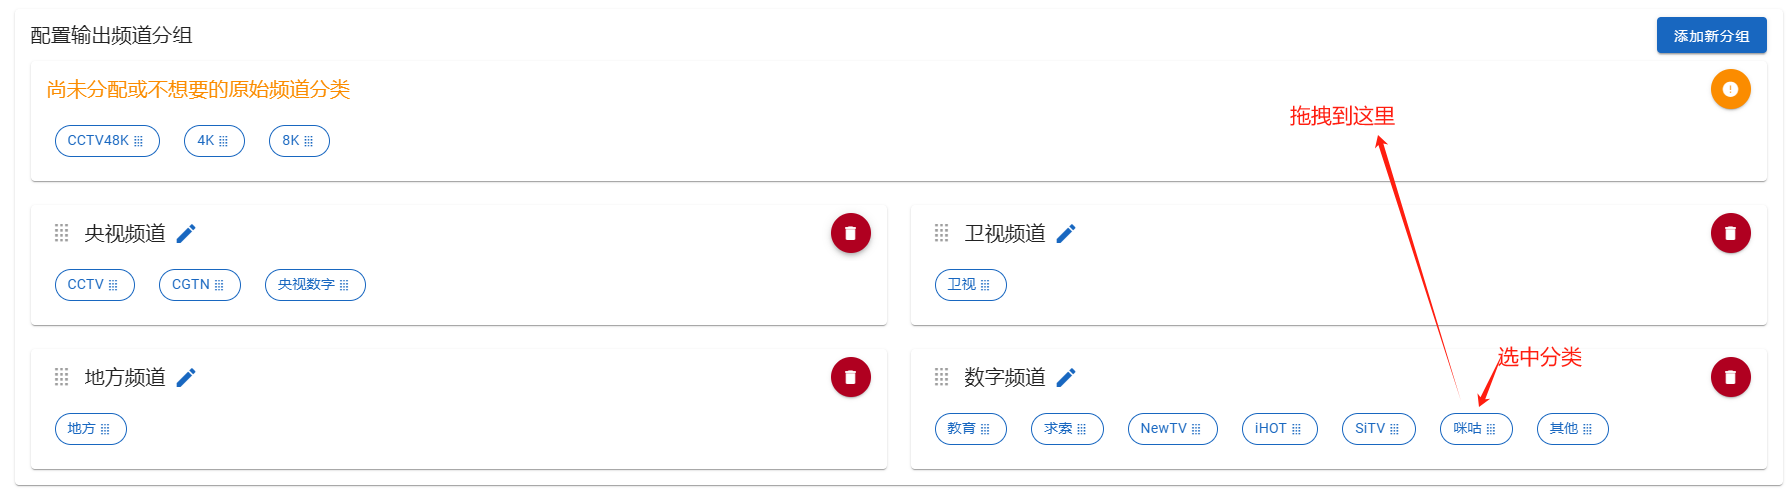 配置输出频道分组
添加新分组
尚未分配或不想要的原始频道分类
拖拽到这里
CCTV48K 4K 8K
央视频道
卫视频道
CCTV CGTN 央视数字
卫视
选中分类
地方频道
数字频道
地方
教育 求索 NewTV iHOT SiTV 咪咕 其他